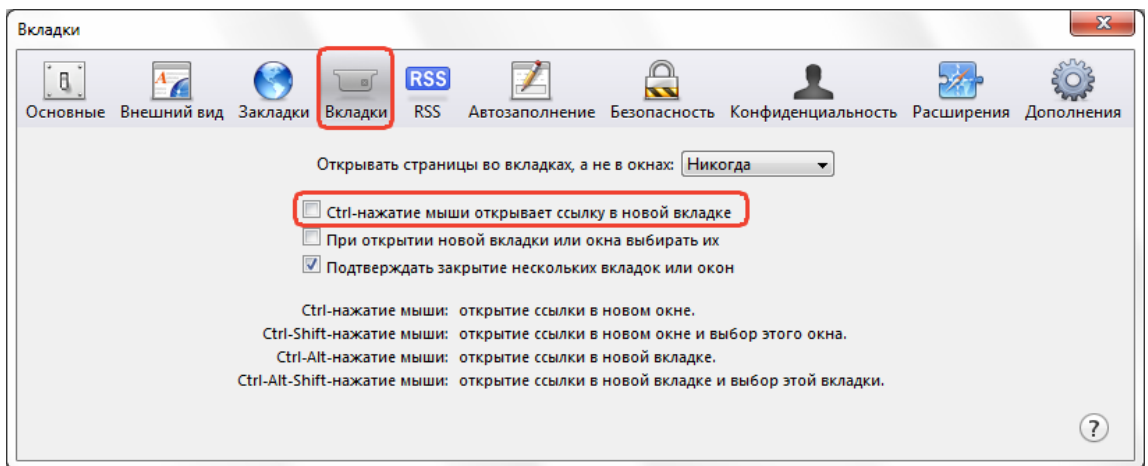 Вкладки
RSS
Основные Внешний вид Закладки Вкладки RSS Автозаполнение Безопасность Конфиденциальность Расширения Дополнения
Открывать страницы во вкладках, а не в окнах: Никогда
Ctrl-нажатие мыши открывает ссылку в новой вкладке
При открытии новой вкладки или окна выбирать их
Подтверждать закрытие нескольких вкладок или окон
Ctrl-нажатие мыши: открытие ссылки в новом окне.
Ctrl-Shift-нажатие мыши: открытие ссылки в новом окне и выбор этого окна.
Ctrl-Alt-нажатие мыши: открытие ссылки в новой вкладке.
Ctrl-Alt-Shift-нажатие мыши: открытие ссылки в новой вкладке и выбор этой вкладки.
?